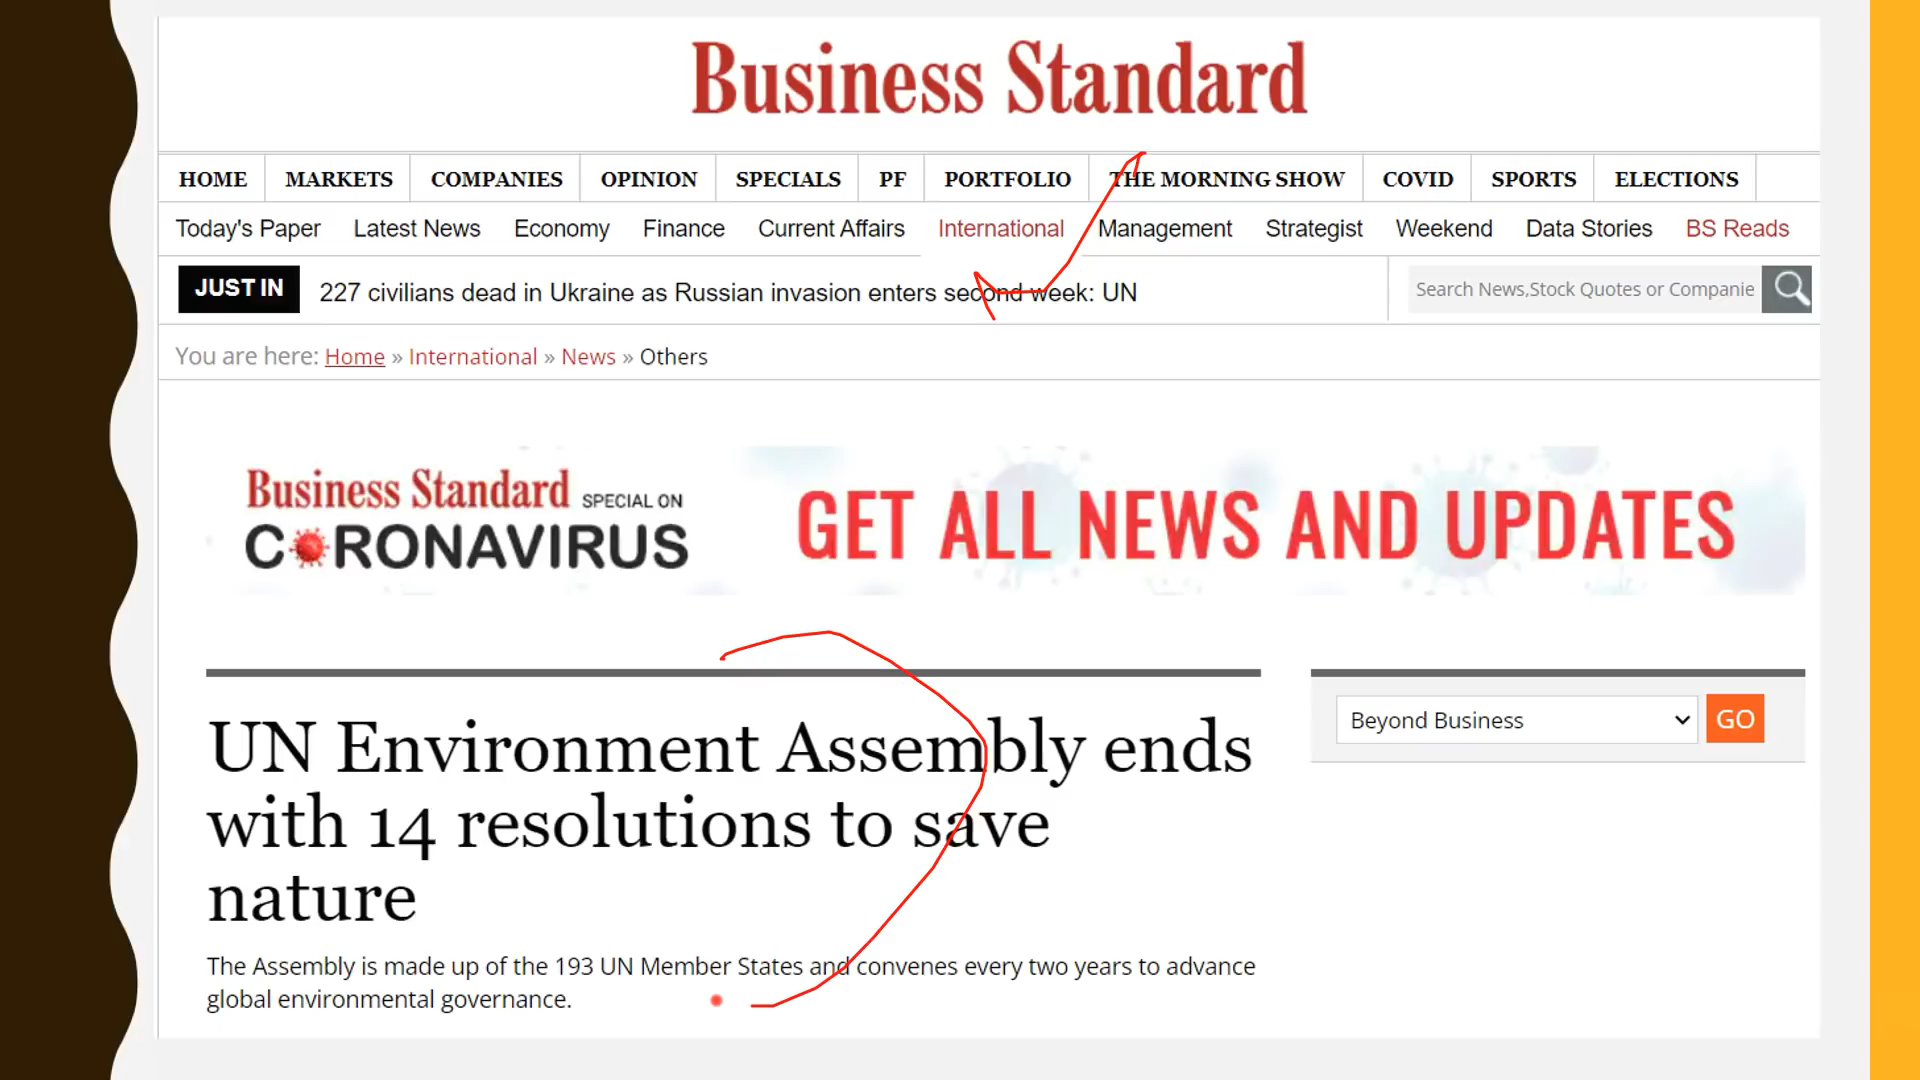 Business Standard
HOME MARKETS COMPANIES OPINION SPECIALS PF PORTFOLIO THE MORNING SHOW COVID SPORTS ELECTIONS
Today's Paper Latest News Economy Finance Current Affairs International Management Strategist Weekend Data Stories BS Reads
JUST IN 227 civilians dead in Ukraine as Russian invasion enters second week: UN Search News,Stock Quotes or Companie
You are here: Home » International » News » Others
Business Standard SPECIAL ON
CORONAVIRUS
GET ALL NEWS AND UPDATES
UN Environment Assembly ends
with 14 resolutions to save
nature
Beyond Business GO
The Assembly is made up of the 193 UN Member States and convenes every two years to advance
global environmental governance.